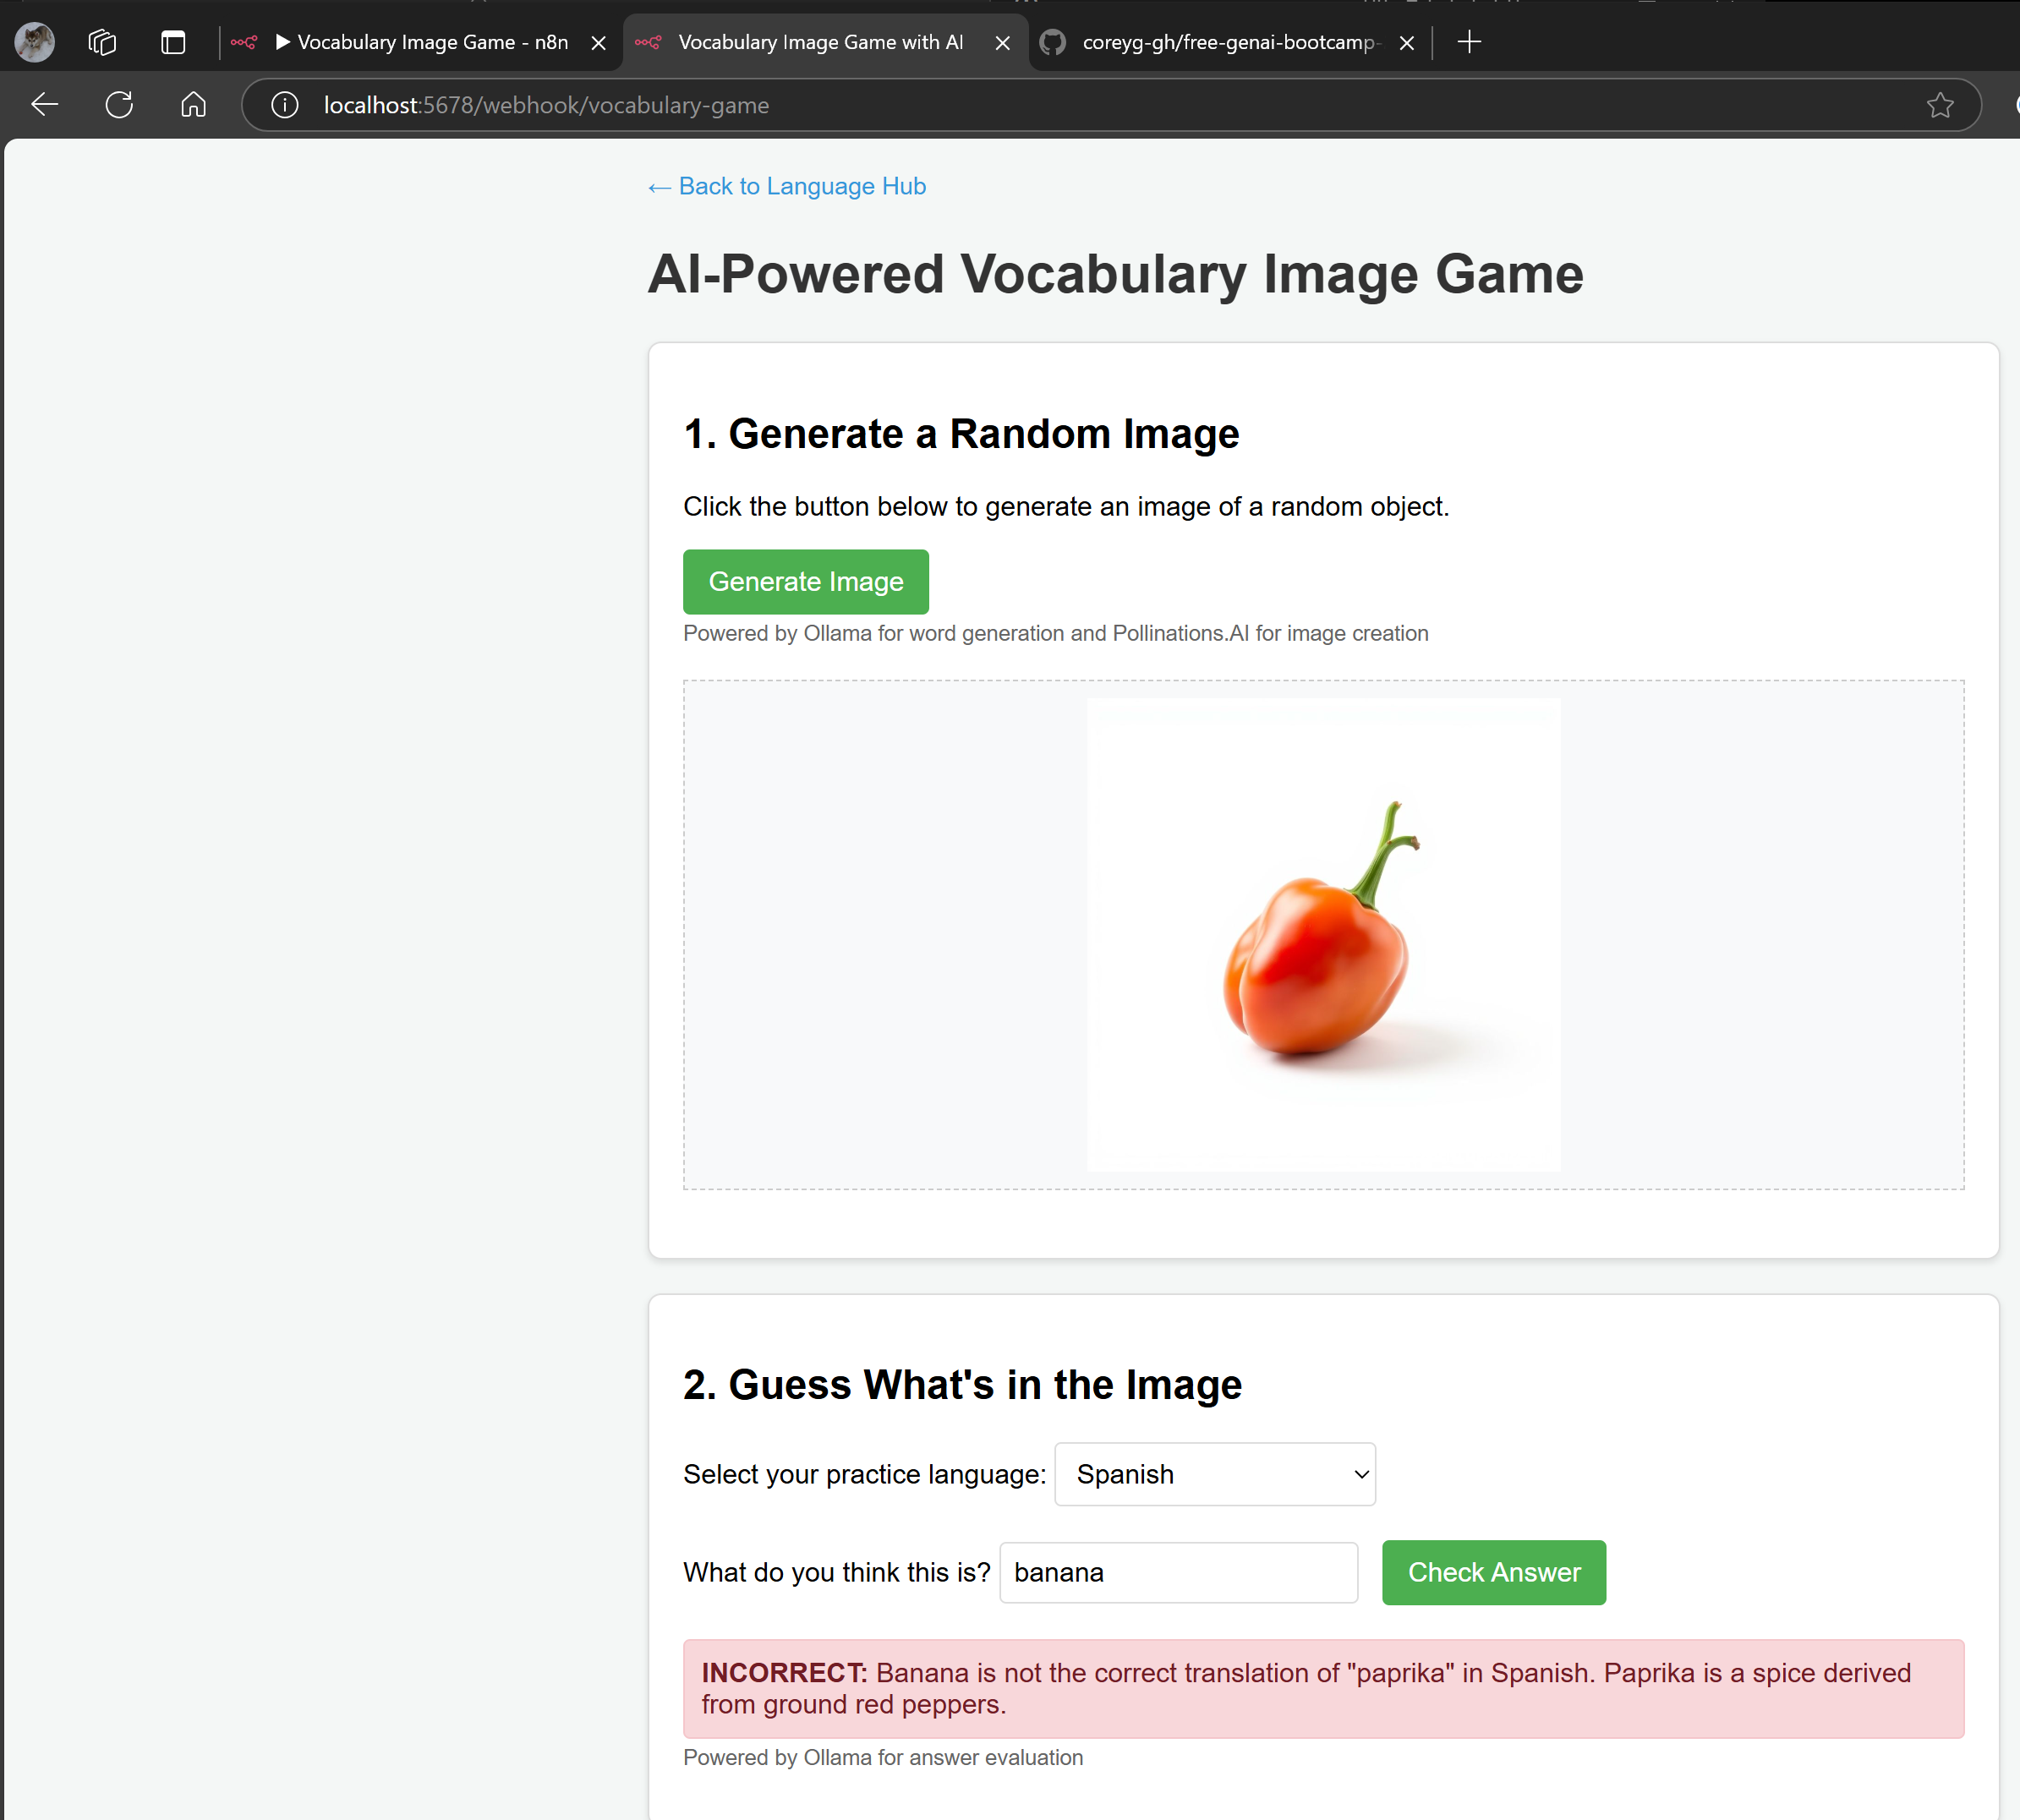 Vocabulary Image Game - n8n
Vocabulary Image Game with AI
coreyg-gh/free-genai-bootcamp-
localhost:5678/webhook/vocabulary-game
← Back to Language Hub
AI-Powered Vocabulary Image Game
1. Generate a Random Image
Click the button below to generate an image of a random object.
Generate Image
Powered by Ollama for word generation and Pollinations.AI for image creation
2. Guess What's in the Image
Select your practice language: Spanish
What do you think this is? banana Check Answer
INCORRECT: Banana is not the correct translation of "paprika" in Spanish. Paprika is a spice derived
from ground red peppers.
Powered by Ollama for answer evaluation